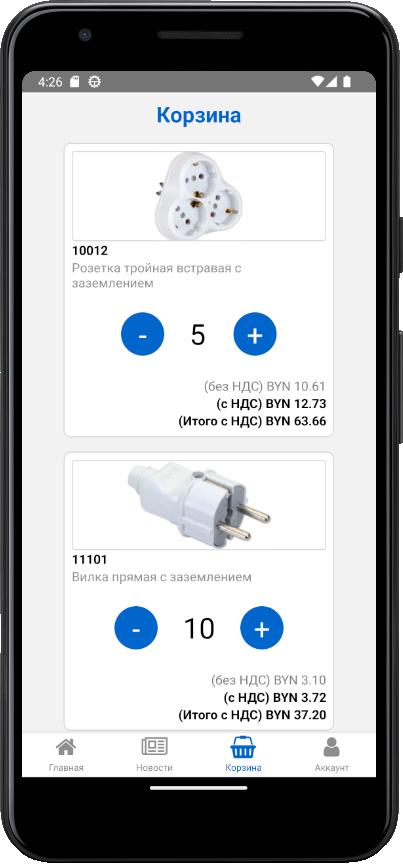 4:26
Корзина
10012
Розетка тройная встравая с
заземлением
- 5 +
(без НДС) BYN 10.61
(с НДС) BYN 12.73
(Итого с НДС) BYN 63.66
11101
Вилка прямая с заземлением
- 10 +
(без НДС) BYN 3.10
(с НДС) BYN 3.72
(Итого с НДС) BYN 37.20
Главная Новости Корзина Аккаунт